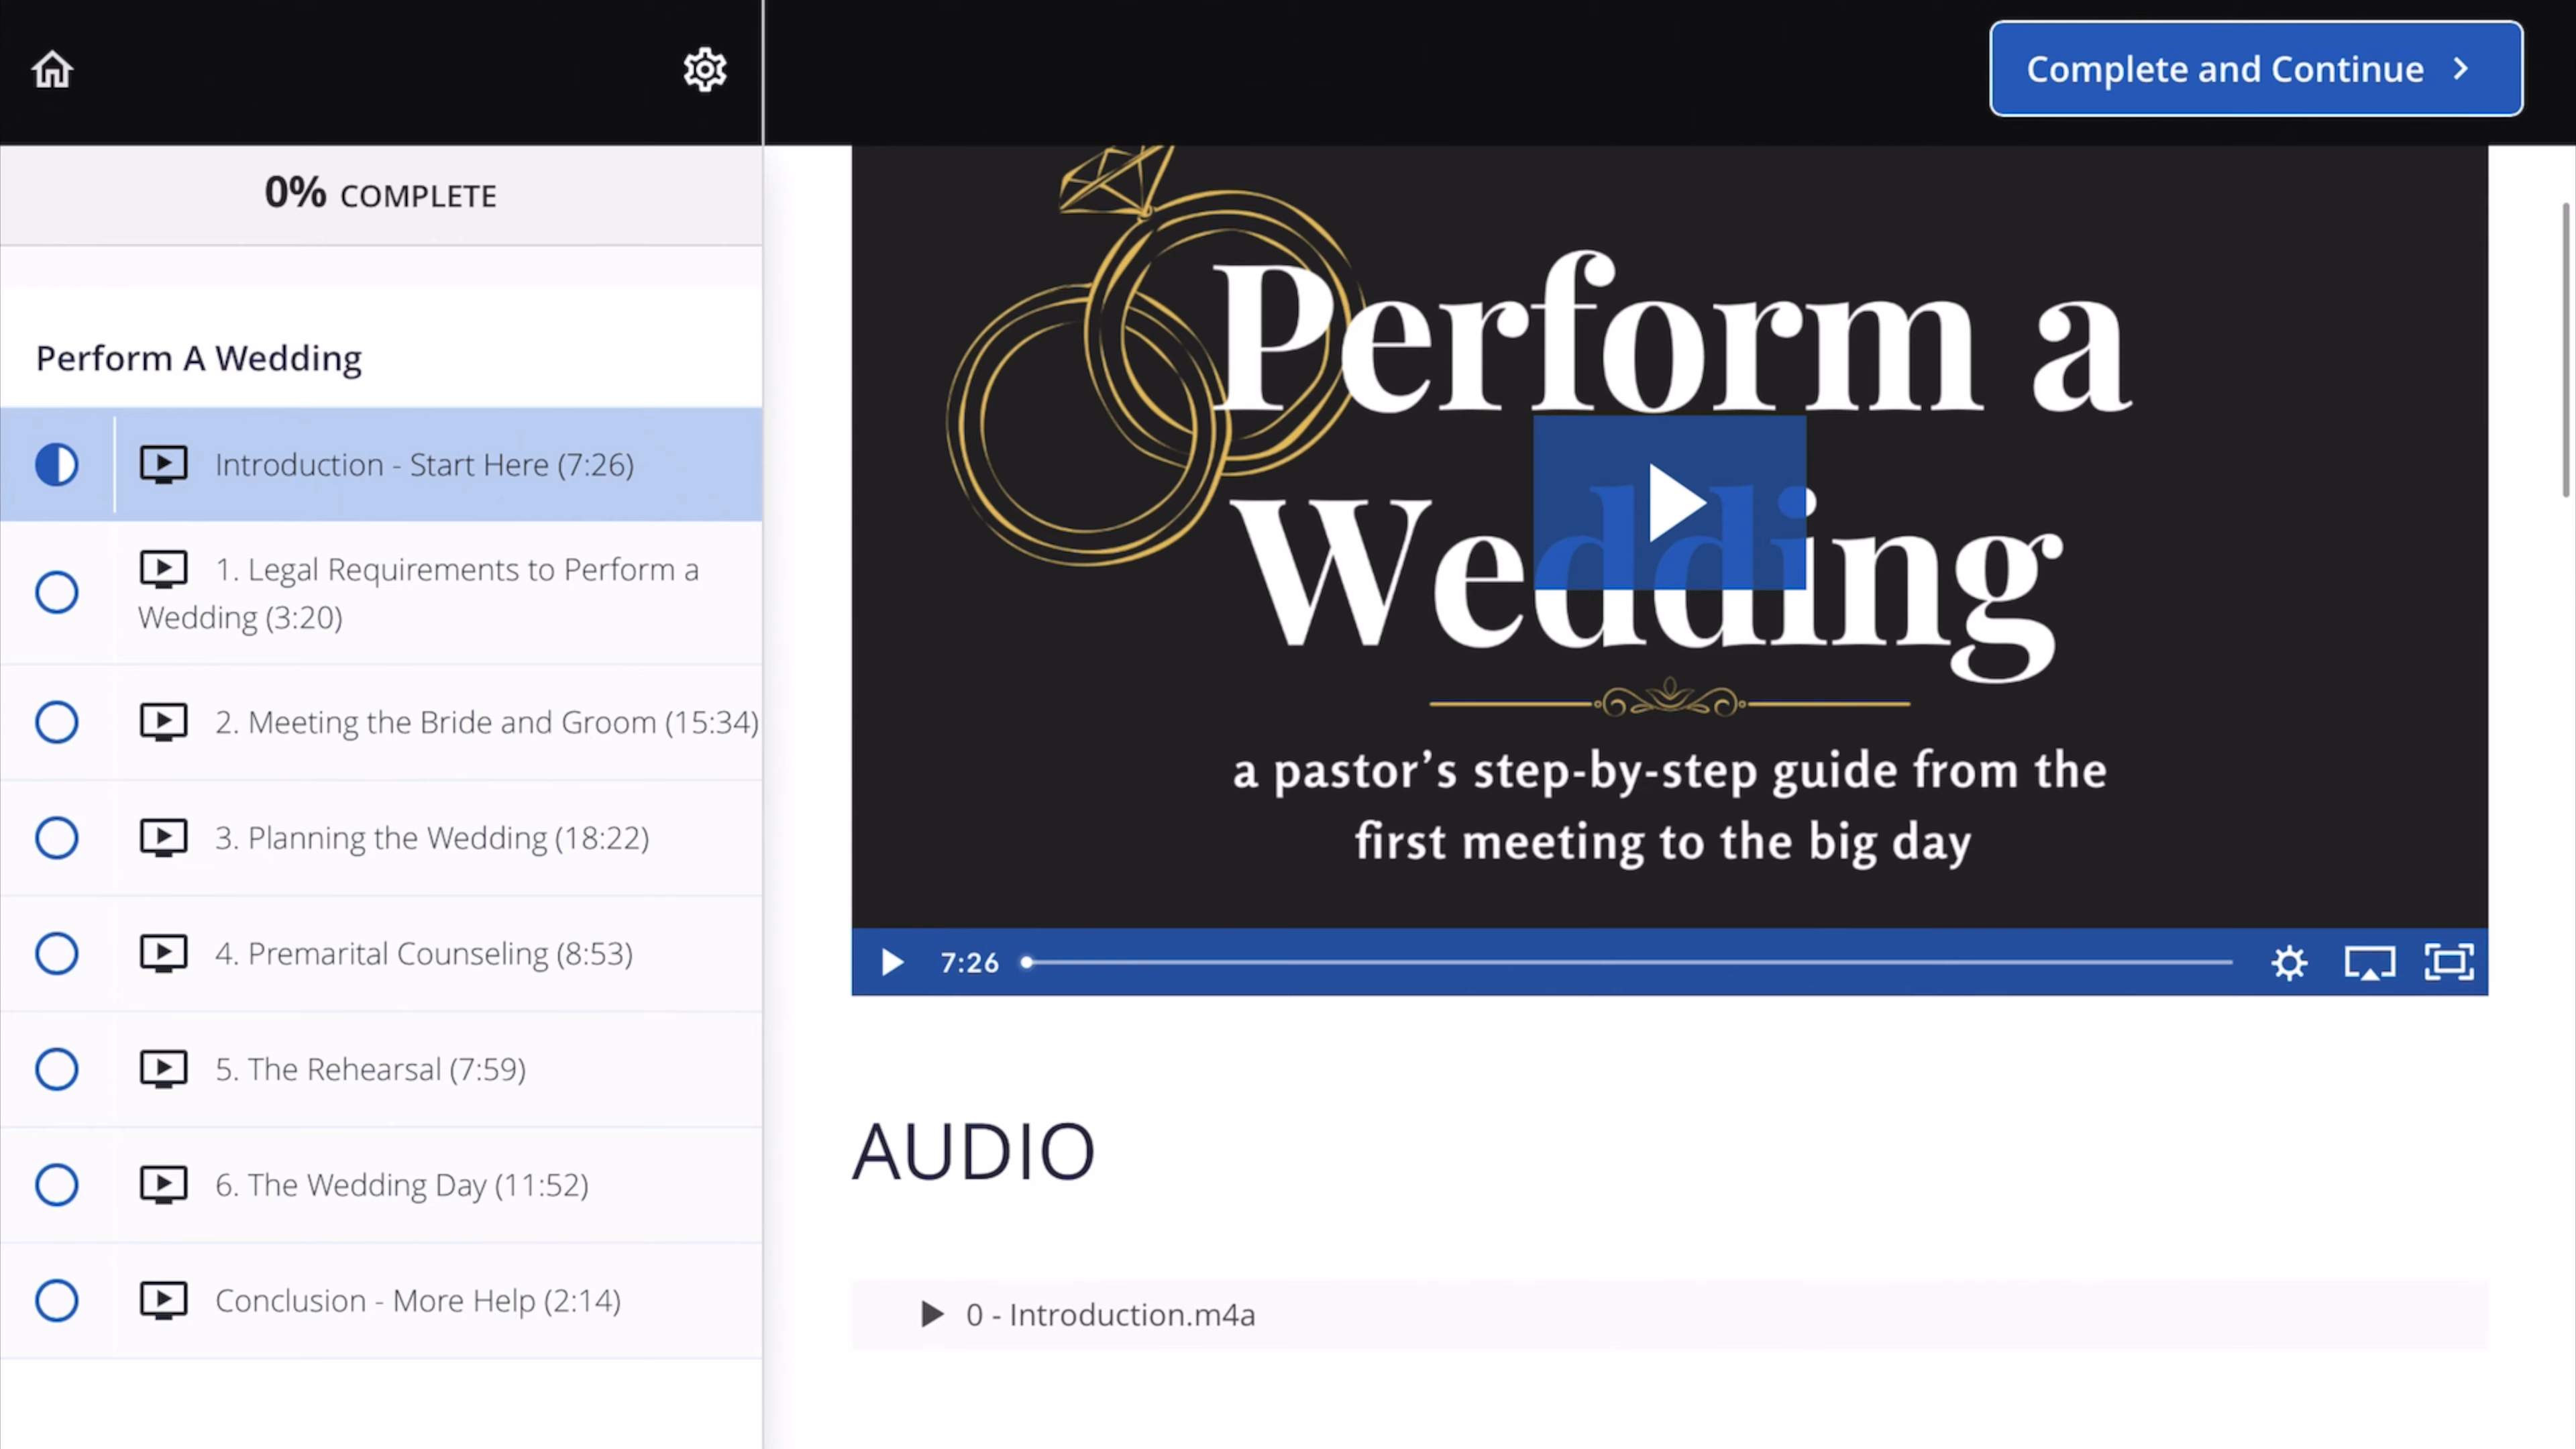 Complete and Continue
0% COMPLETE
Perform A Wedding
Introduction - Start Here (7:26)
1. Legal Requirements to Perform a
Wedding (3:20)
2. Meeting the Bride and Groom (15:34)
3. Planning the Wedding (18:22)
4. Premarital Counseling (8:53)
5. The Rehearsal (7:59)
6. The Wedding Day (11:52)
Conclusion - More Help (2:14)
Perform a
Wedding
a pastor's step-by-step guide from the
first meeting to the big day
7:26
AUDIO
0 - Introduction.m4a